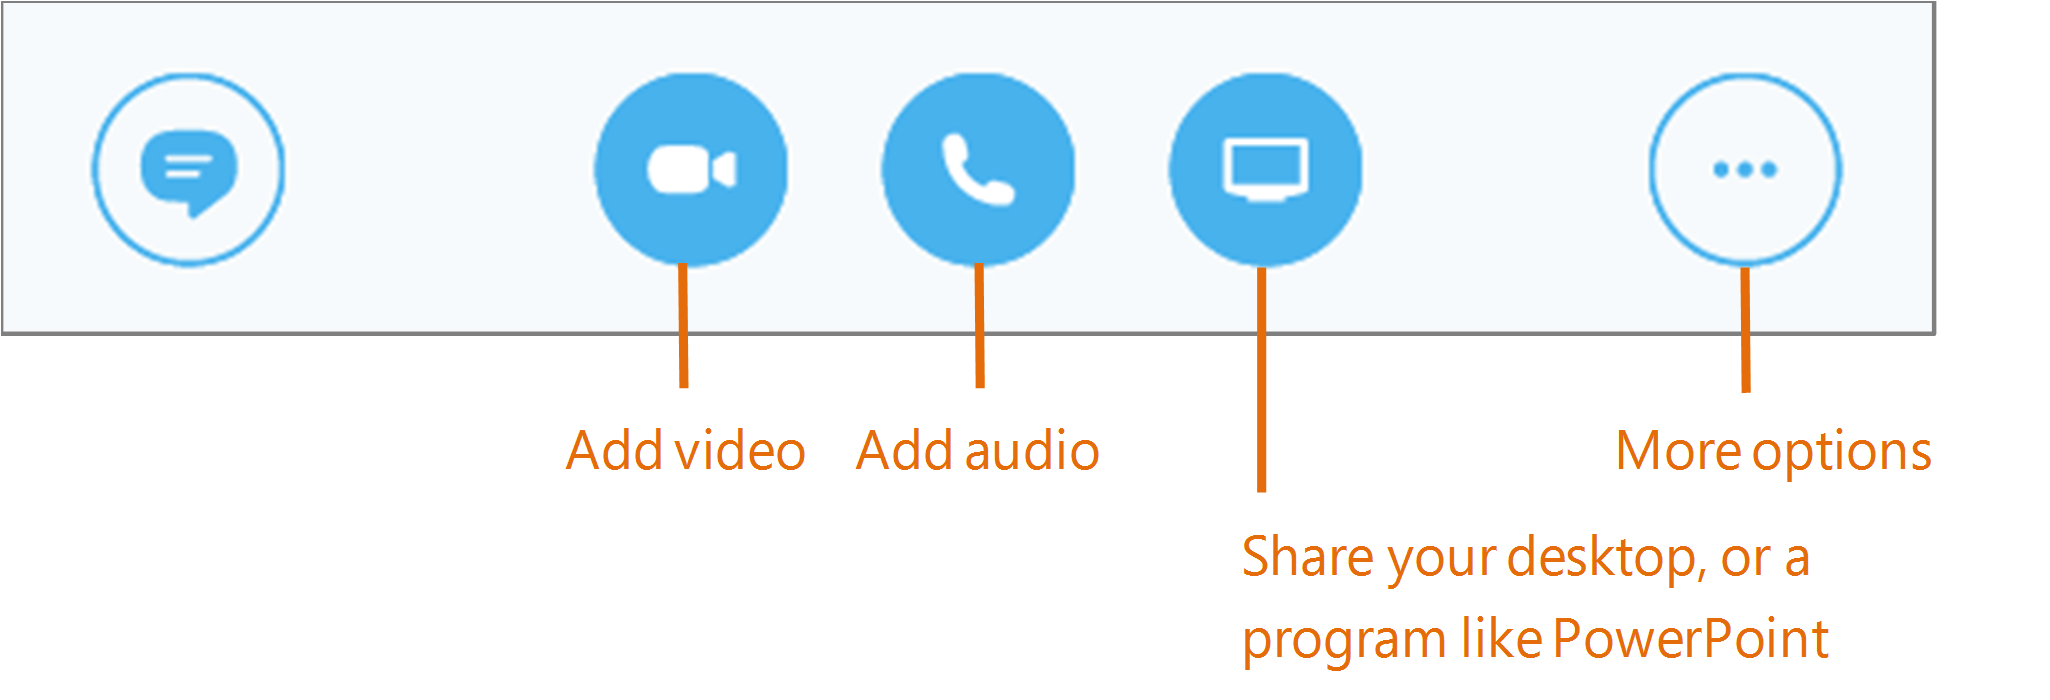 Add video
Add audio
More options
Share your desktop, or a
program like PowerPoint